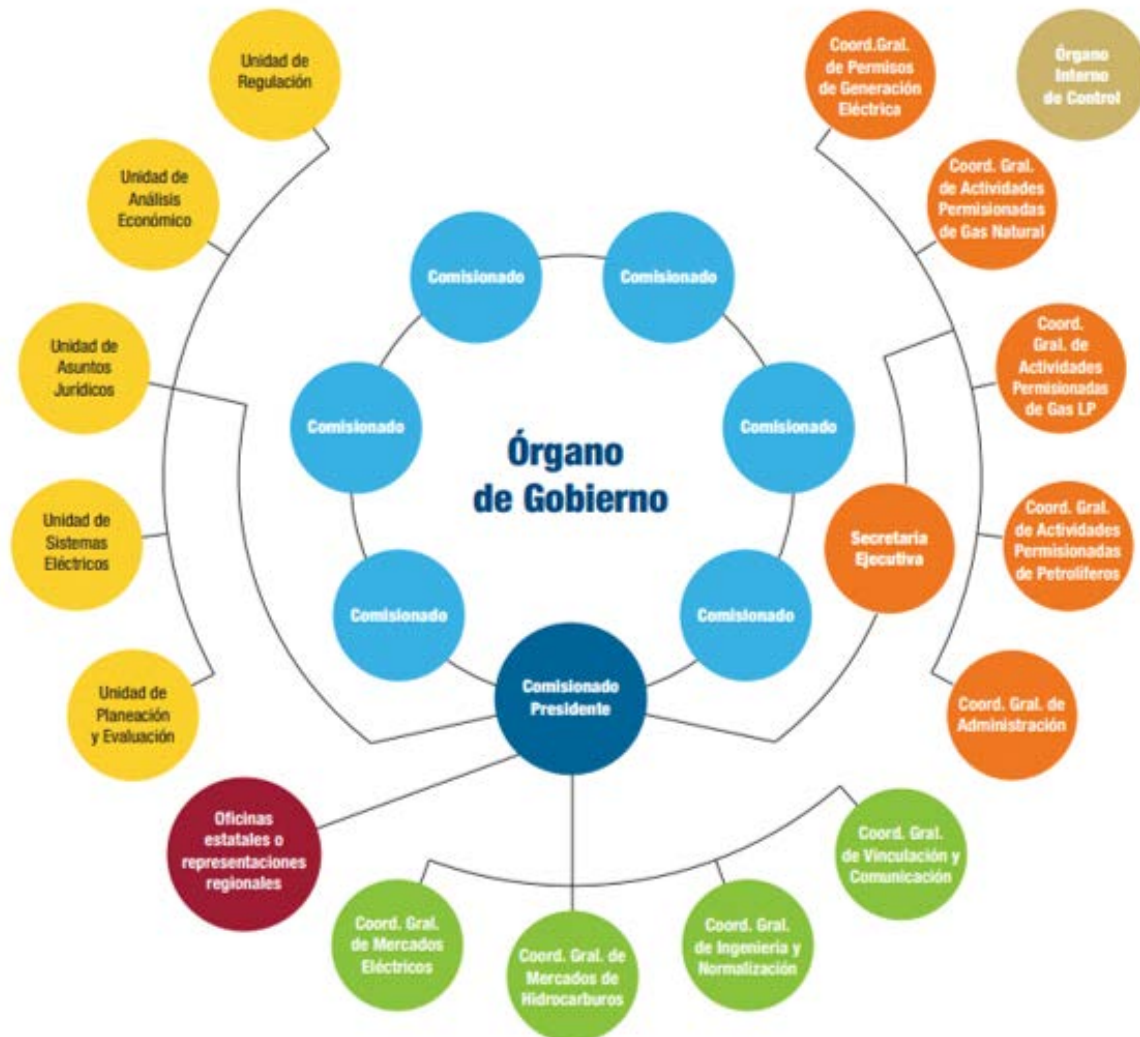 Unidad de
Regulación
Unidad de
Análisis
Económico
Unidad de
Asuntos
Jurídicos
Unidad de
Sistemas
Eléctricos
Unidad de
Planeación
y Evaluación
Oficinas
estatales o
representaciones
regionales
Comisionado
Comisionado
Comisionado
Comisionado
Órgano
de Gobierno
Comisionado
Comisionado
Comisionado
Presidente
Secretaria
Ejecutiva
Coord.Gral.
de Permisos
de Generación
Eléctrica
Órgano
Interno
de Control
Coord. Gral.
de Actividades
Permisionadas
de Gas Natural
Coord.
Gral. de
Actividades
Permisionadas
de Gas LP
Coord. Gral.
de Actividades
Permisionadas
de Petrolíferos
Coord. Gral. de
Administración
Coord. Gral.
de Vinculación y
Comunicación
Coord. Gral.
de Ingeniería y
Normalización
Coord. Gral. de
Mercados de
Hidrocarburos
Coord. Gral.
de Mercados
Eléctricos